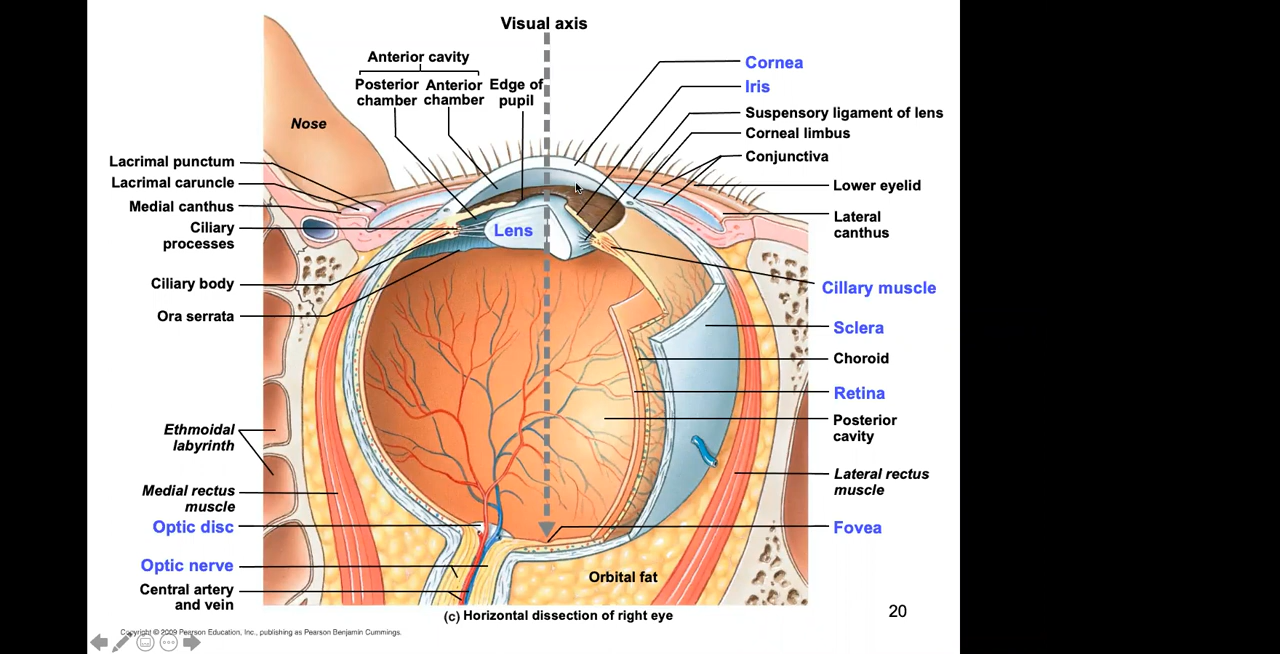 Visual axis
Anterior cavity
Posterior
chamber
Anterior
chamber
Edge of
pupil
Nose
Lacrimal punctum
Lacrimal caruncle
Medial canthus
Ciliary
processes
Ciliary body
Ora serrata
Ethmoidal
labyrinth
Medial rectus
muscle
Optic disc
Optic nerve
Central artery
and vein
Lens
Cornea
Iris
Suspensory ligament of lens
Corneal limbus
Conjunctiva
Lower eyelid
Lateral
canthus
Cillary muscle
Sclera
Choroid
Retina
Posterior
cavity
Lateral rectus
muscle
Fovea
Orbital fat
(c) Horizontal dissection of right eye
20
Copyright © 2009 Pearson Education, Inc., publishing as Pearson Benjamin Cummings.